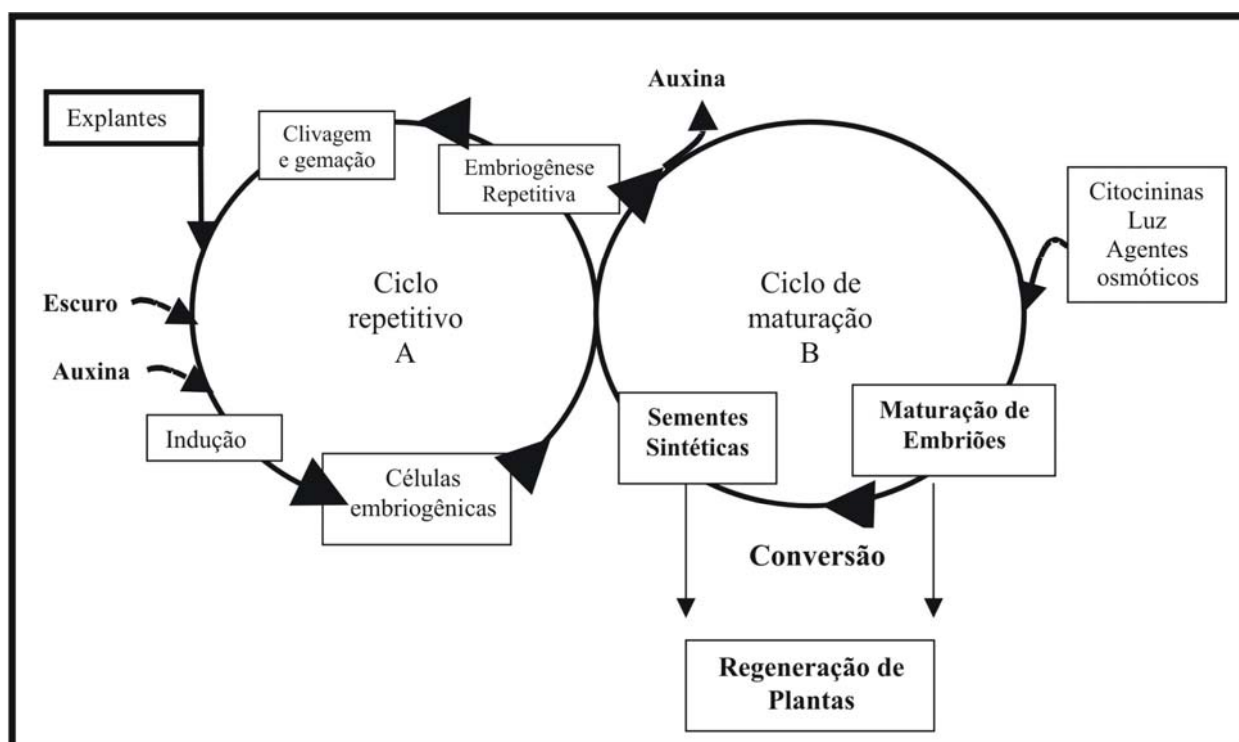 Explantes
Clivagem
e gemação
Embriogênese
Repetitiva
Auxina
Citocininas
Luz
Agentes
osmóticos
Escuro
Auxina
Ciclo
repetitivo
A
Ciclo de
maturação
B
Indução
Células
embriogênicas
Sementes
Sintéticas
Maturação de
Embriões
Conversão
Regeneração de
Plantas